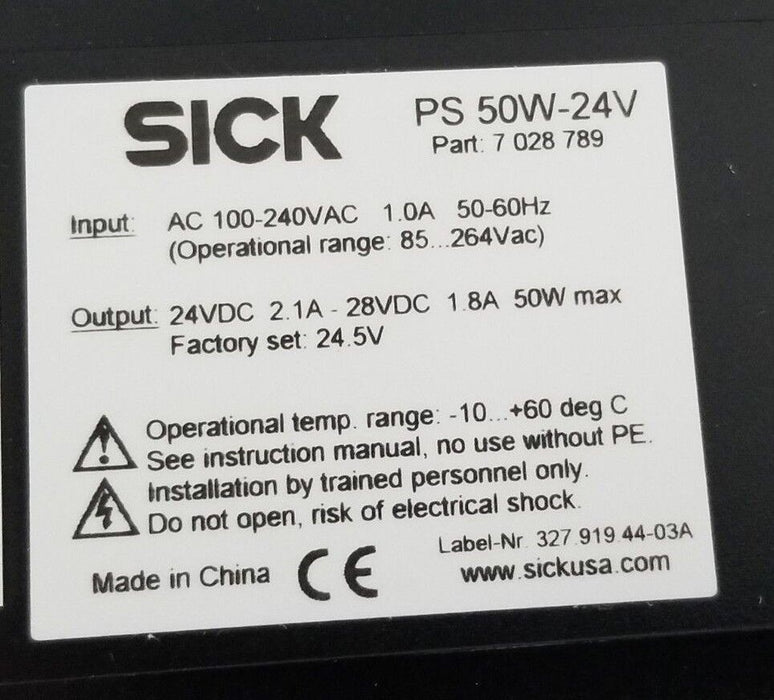 SICK
PS 50W-24V
Part: 7 028 789
Input: AC 100-240VAC 1.0A 50-60Hz
(Operational range: 85...264Vac)
Output: 24VDC 2.1A - 28VDC 1.8A 50W max
Factory set: 24.5V
Operational temp. range: -10...+60 deg C
See instruction manual, no use without PE.
Installation by trained personnel only.
Do not open, risk of electrical shock.
Label-Nr. 327.919.44-03A
Made in China CE
www.sickusa.com